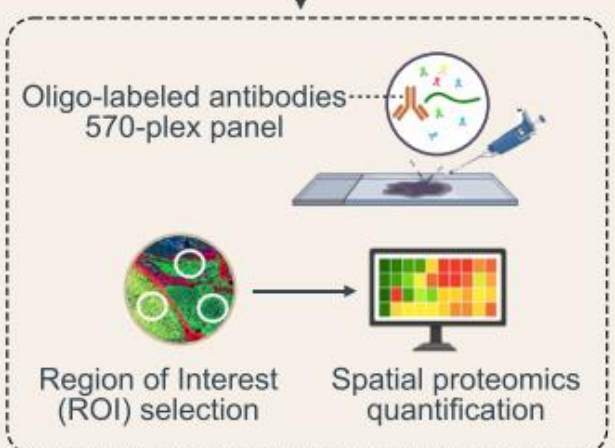 Oligo-labeled antibodies
570-plex panel
Region of Interest
(ROI) selection
Spatial proteomics
quantification